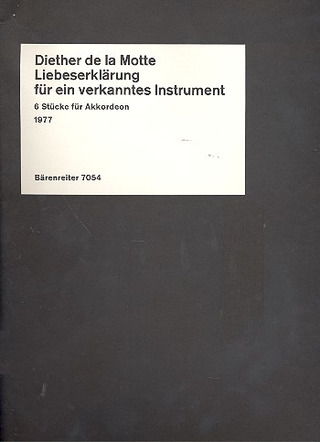 Diether de la Motte
Liebeserklärung
für ein verkanntes Instrument
6 Stücke für Akkordeon
1977
Bärenreiter 7054